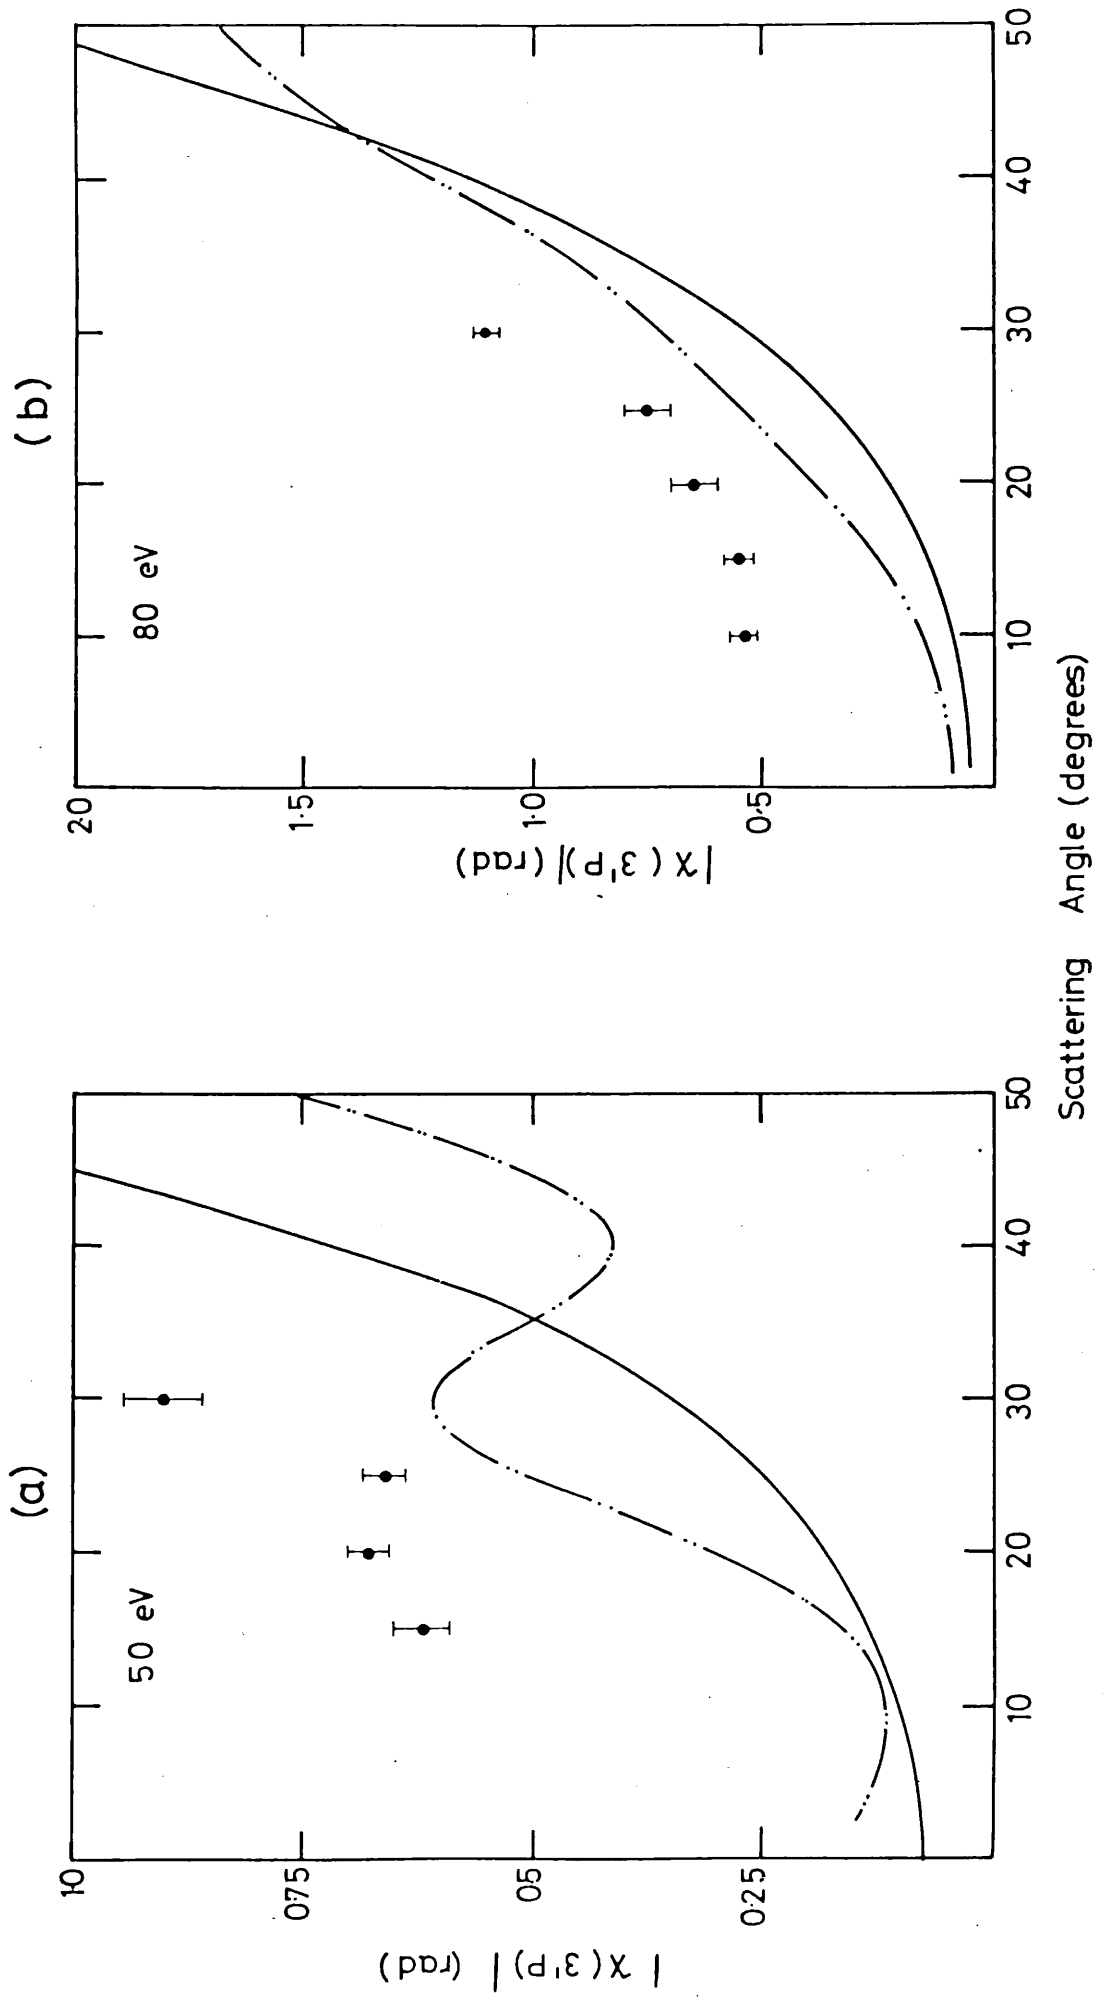 (a)
50 eV
1·0
0·75
0·5
0·25
| χ (3¹P) | (rad)
10 20 30 40 50
(b)
80 eV
2·0
1·5
1·0
0·5
| χ (3¹P) | (rad)
10 20 30 40 50
Scattering Angle (degrees)